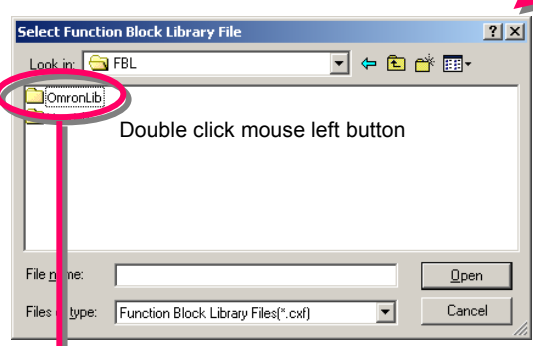 Select Function Block Library File
Look in: FBL
OmronLib
Double click mouse left button
File name:
Open
Files of type: Function Block Library Files(*.cxf)
Cancel